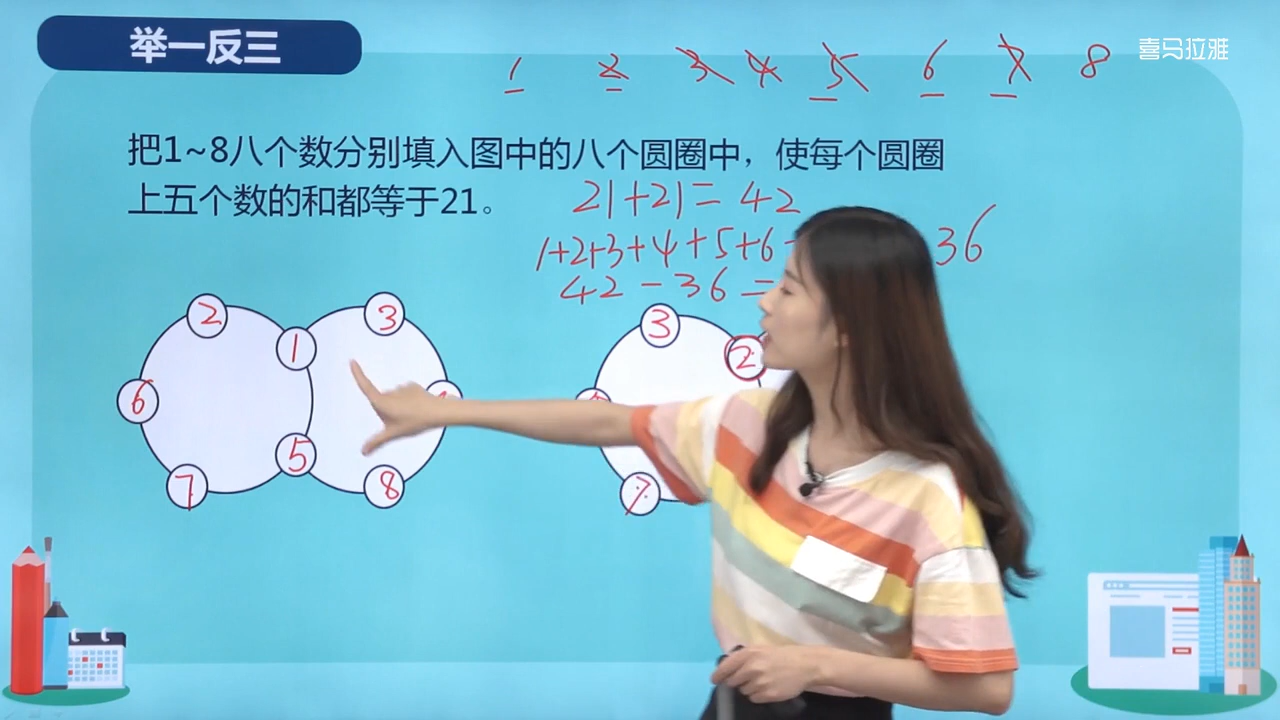 举一反三
喜马拉雅
1 2 3 4 5 6 7 8
把1~8八个数分别填入图中的八个圆圈中，使每个圆圈
上五个数的和都等于21。
21+21=42
1+2+3+4+5+6 36
42-36=
2 3
1
6
5
7 8
3
2
7